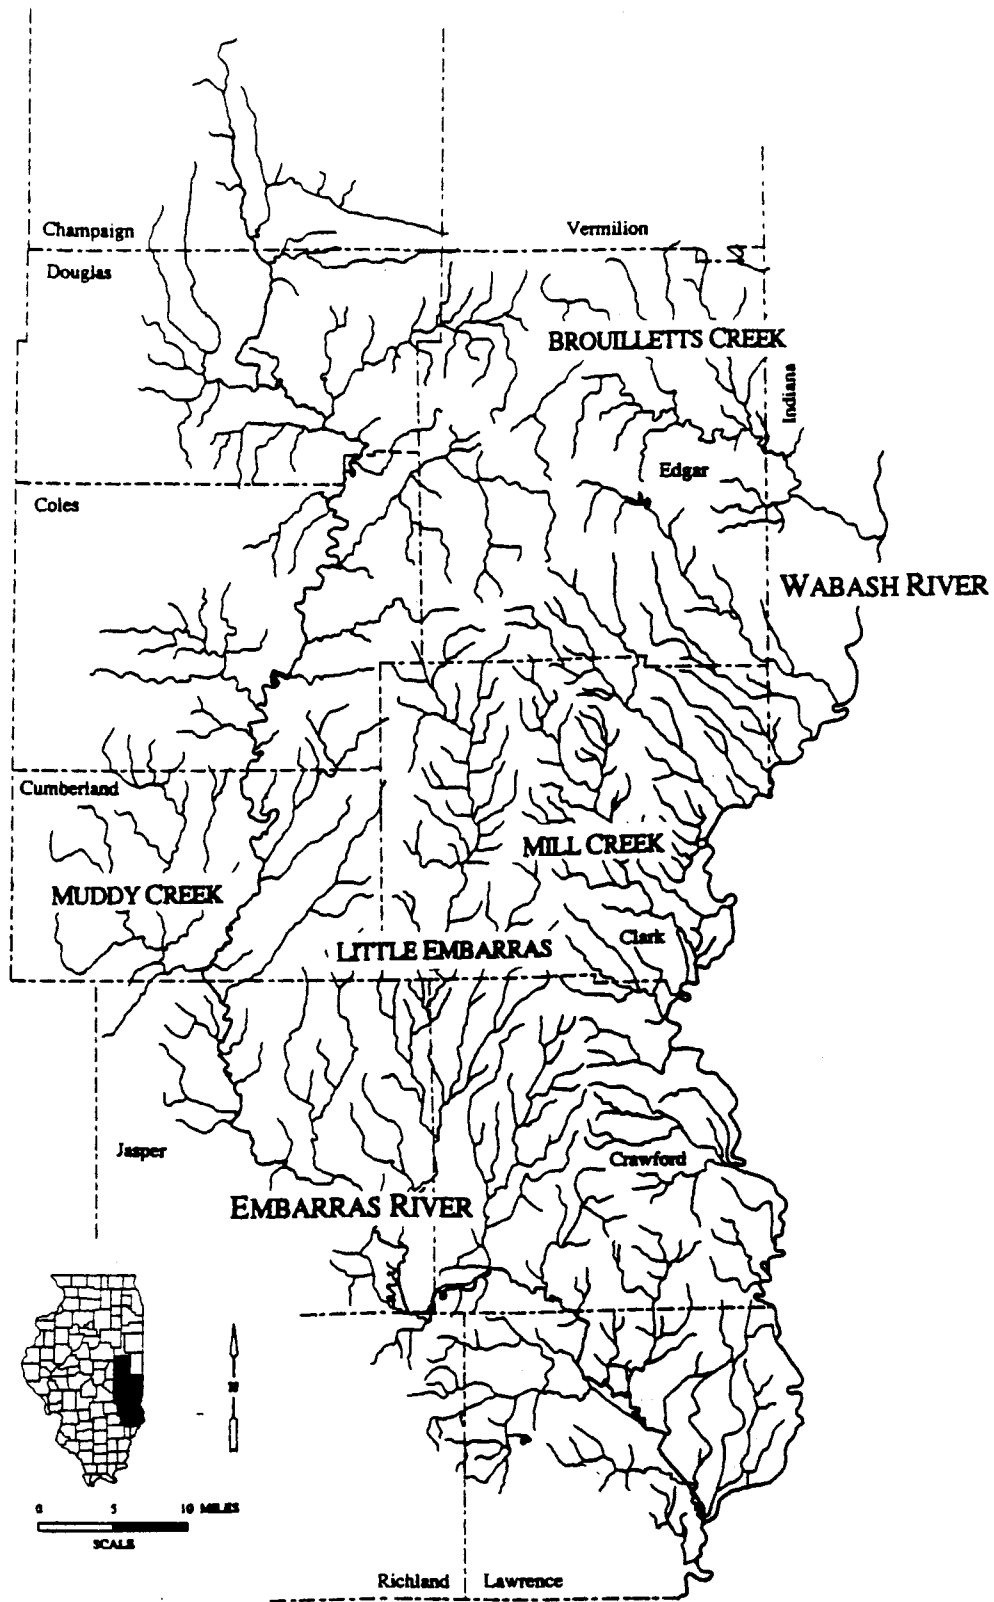 Champaign
Vermilion
Douglas
BROUILLETTS CREEK
Indiana
Edgar
Coles
WABASH RIVER
Cumberland
MILL CREEK
MUDDY CREEK
Clark
LITTLE EMBARRAS
Jasper
Crawford
EMBARRAS RIVER
N
0 5 10 MILES
SCALE
Richland Lawrence